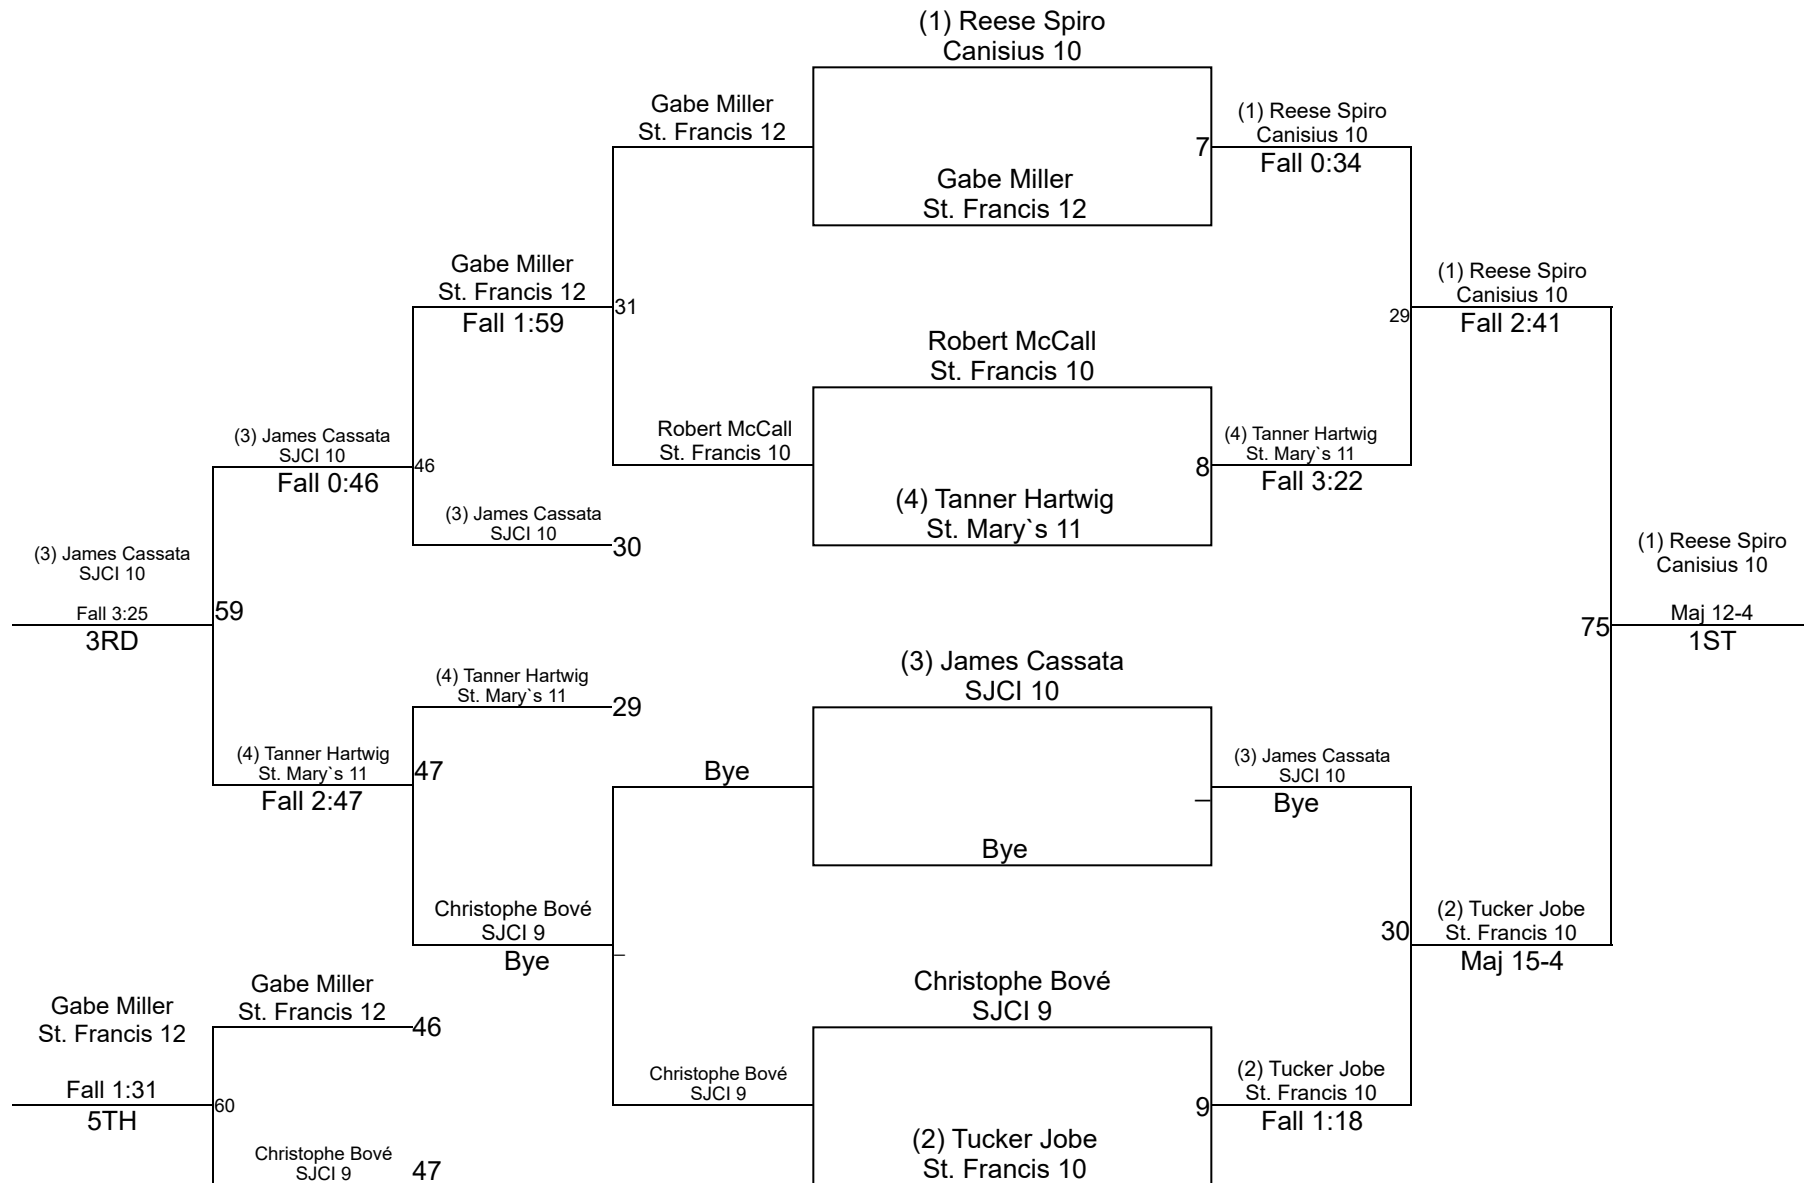 (1) Reese Spiro
Canisius 10
Gabe Miller
St. Francis 12
7
(1) Reese Spiro
Canisius 10
Fall 0:34
Gabe Miller
St. Francis 12
Gabe Miller
St. Francis 12
Fall 1:59
31
29
(1) Reese Spiro
Canisius 10
Fall 2:41
Robert McCall
St. Francis 10
(3) James Cassata
SJCI 10
Fall 0:46
46
Robert McCall
St. Francis 10
8
(4) Tanner Hartwig
St. Mary`s 11
Fall 3:22
(4) Tanner Hartwig
St. Mary`s 11
(3) James Cassata
SJCI 10
30
(3) James Cassata
SJCI 10
Fall 3:25
3RD
59
(1) Reese Spiro
Canisius 10
75
Maj 12-4
1ST
(4) Tanner Hartwig
St. Mary`s 11
29
(3) James Cassata
SJCI 10
(4) Tanner Hartwig
St. Mary`s 11
Fall 2:47
47
Bye
(3) James Cassata
SJCI 10
Bye
Bye
Christophe Bové
SJCI 9
Bye
30
(2) Tucker Jobe
St. Francis 10
Maj 15-4
Gabe Miller
St. Francis 12
Fall 1:31
5TH
Gabe Miller
St. Francis 12
46
60
Christophe Bové
SJCI 9
47
Christophe Bové
SJCI 9
Christophe Bové
SJCI 9
9
(2) Tucker Jobe
St. Francis 10
Fall 1:18
(2) Tucker Jobe
St. Francis 10